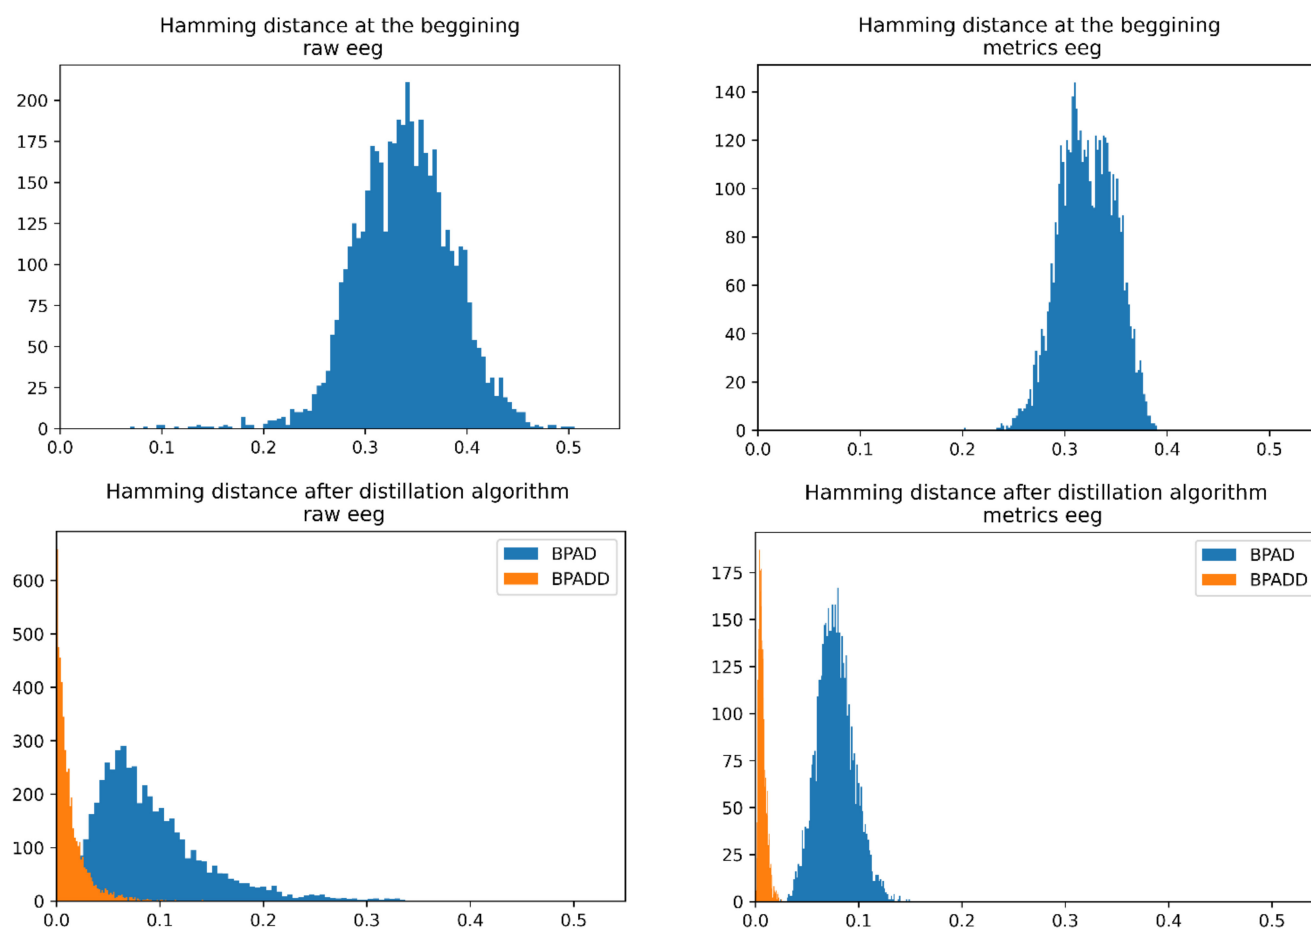 Hamming distance at the beggining
raw eeg
200
175
150
125
100
75
50
25
0
0.0 0.1 0.2 0.3 0.4 0.5
Hamming distance at the beggining
metrics eeg
140
120
100
80
60
40
20
0
0.0 0.1 0.2 0.3 0.4 0.5
Hamming distance after distillation algorithm
raw eeg
BPAD
BPADD
600
500
400
300
200
100
0
0.0 0.1 0.2 0.3 0.4 0.5
Hamming distance after distillation algorithm
metrics eeg
BPAD
BPADD
175
150
125
100
75
50
25
0
0.0 0.1 0.2 0.3 0.4 0.5